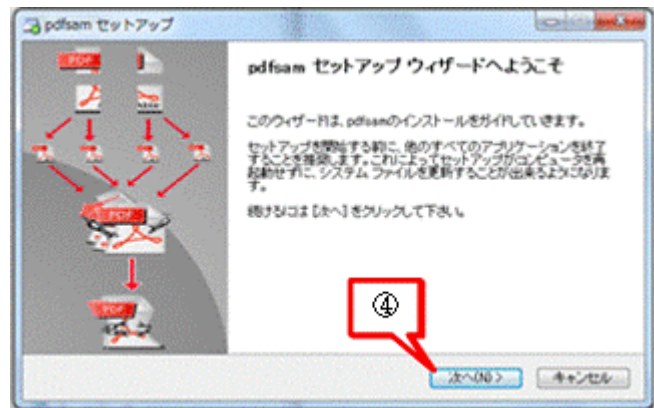 pdfsam セットアップ
pdfsam セットアップ ウィザードへようこそ
このウィザードは、pdfsamのインストールをガイドしていきます。
セットアップを開始する前に、他のすべてのアプリケーションを終了
することを推奨します。これによってセットアップがコンピュータを再
起動せずに、システム ファイルを更新することが出来るようになりま
す。
続けるには [次へ] をクリックして下さい。
④
次へ(N) >
キャンセル
PDF
PDF
PDF